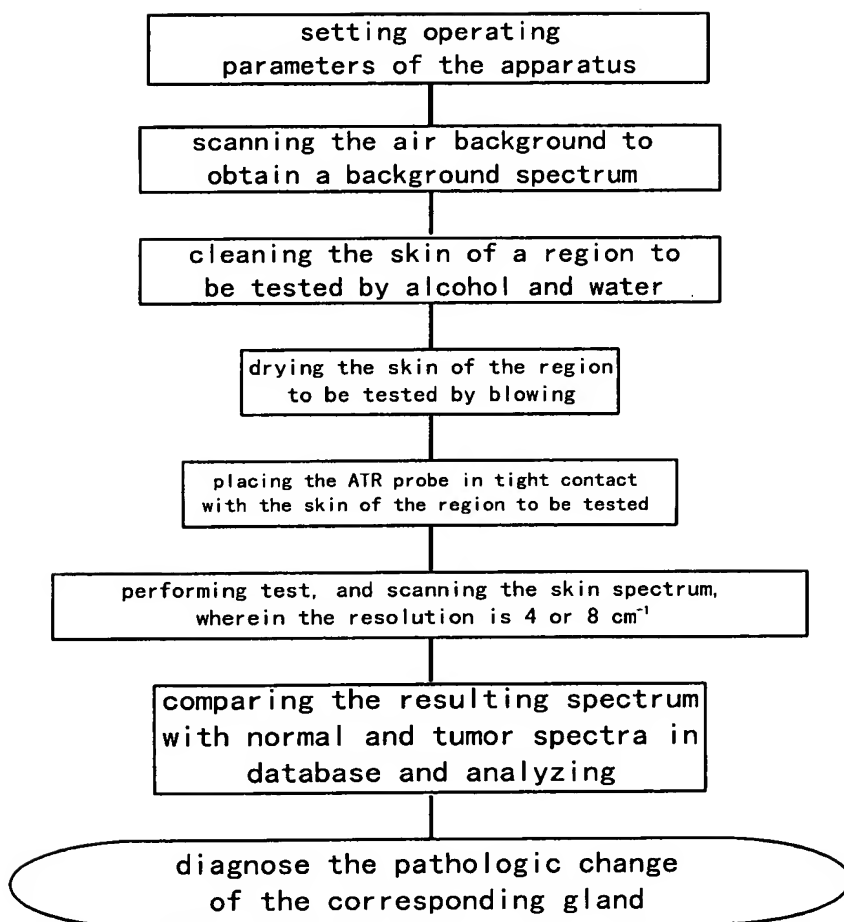 setting operating
parameters of the apparatus
scanning the air background to
obtain a background spectrum
cleaning the skin of a region to
be tested by alcohol and water
drying the skin of the region
to be tested by blowing
placing the ATR probe in tight contact
with the skin of the region to be tested
performing test, and scanning the skin spectrum,
wherein the resolution is 4 or 8 cm⁻¹
comparing the resulting spectrum
with normal and tumor spectra in
database and analyzing
diagnose the pathologic change
of the corresponding gland